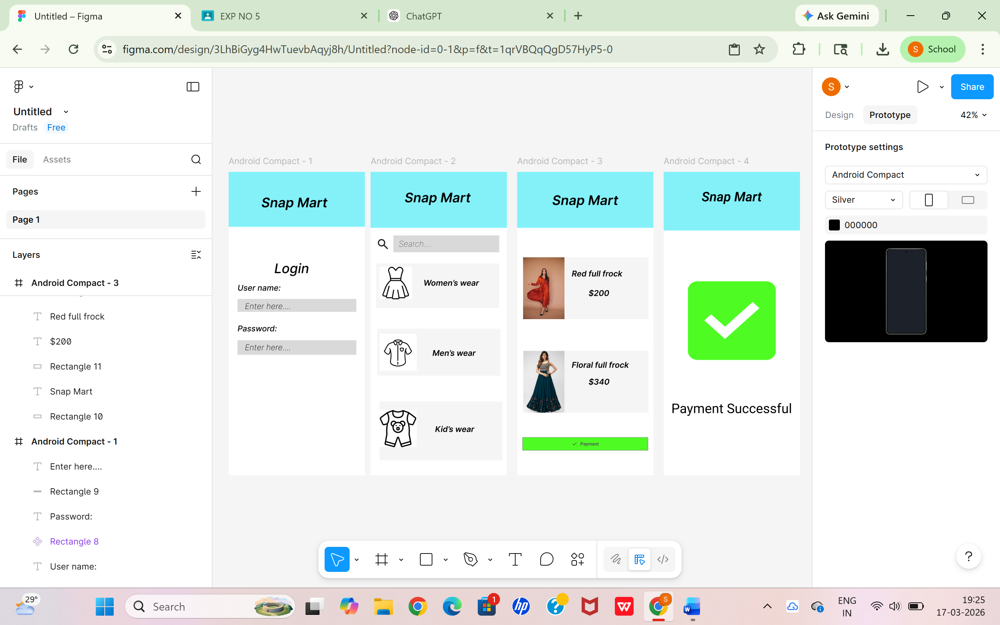 Untitled – Figma
EXP NO 5
ChatGPT
Ask Gemini
figma.com/design/3LhBiGyg4HwTuevbAqyj8h/Untitled?node-id=0-1&p=f&t=1qrVBQqQgD57HyP5-0
S School
Untitled
Drafts Free
File Assets
Pages
Page 1
Layers
Android Compact - 3
Red full frock
$200
Rectangle 11
Snap Mart
Rectangle 10
Android Compact - 1
Enter here....
Rectangle 9
Password:
Rectangle 8
User name:
Android Compact - 1
Snap Mart
Login
User name:
Enter here....
Password:
Enter here....
Android Compact - 2
Snap Mart
Search....
Women's wear
Men's wear
Kid's wear
Android Compact - 3
Snap Mart
Red full frock
$200
Floral full frock
$340
Payment
Android Compact - 4
Snap Mart
Payment Successful
S
Share
Design Prototype 42%
Prototype settings
Android Compact
Silver
000000
?
29°
Search
1
hp
?
W
S
W
ENG
IN
19:25
17-03-2026